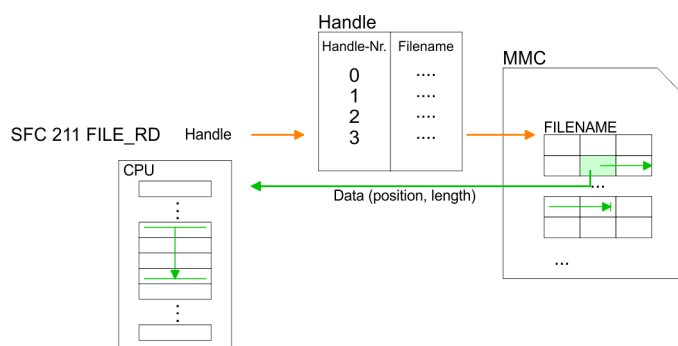 Handle
Handle-Nr. Filename
0 ....
1 ....
2 ....
3 ....
MMC
SFC 211 FILE_RD Handle
FILENAME
CPU
...
Data (position, length)
...